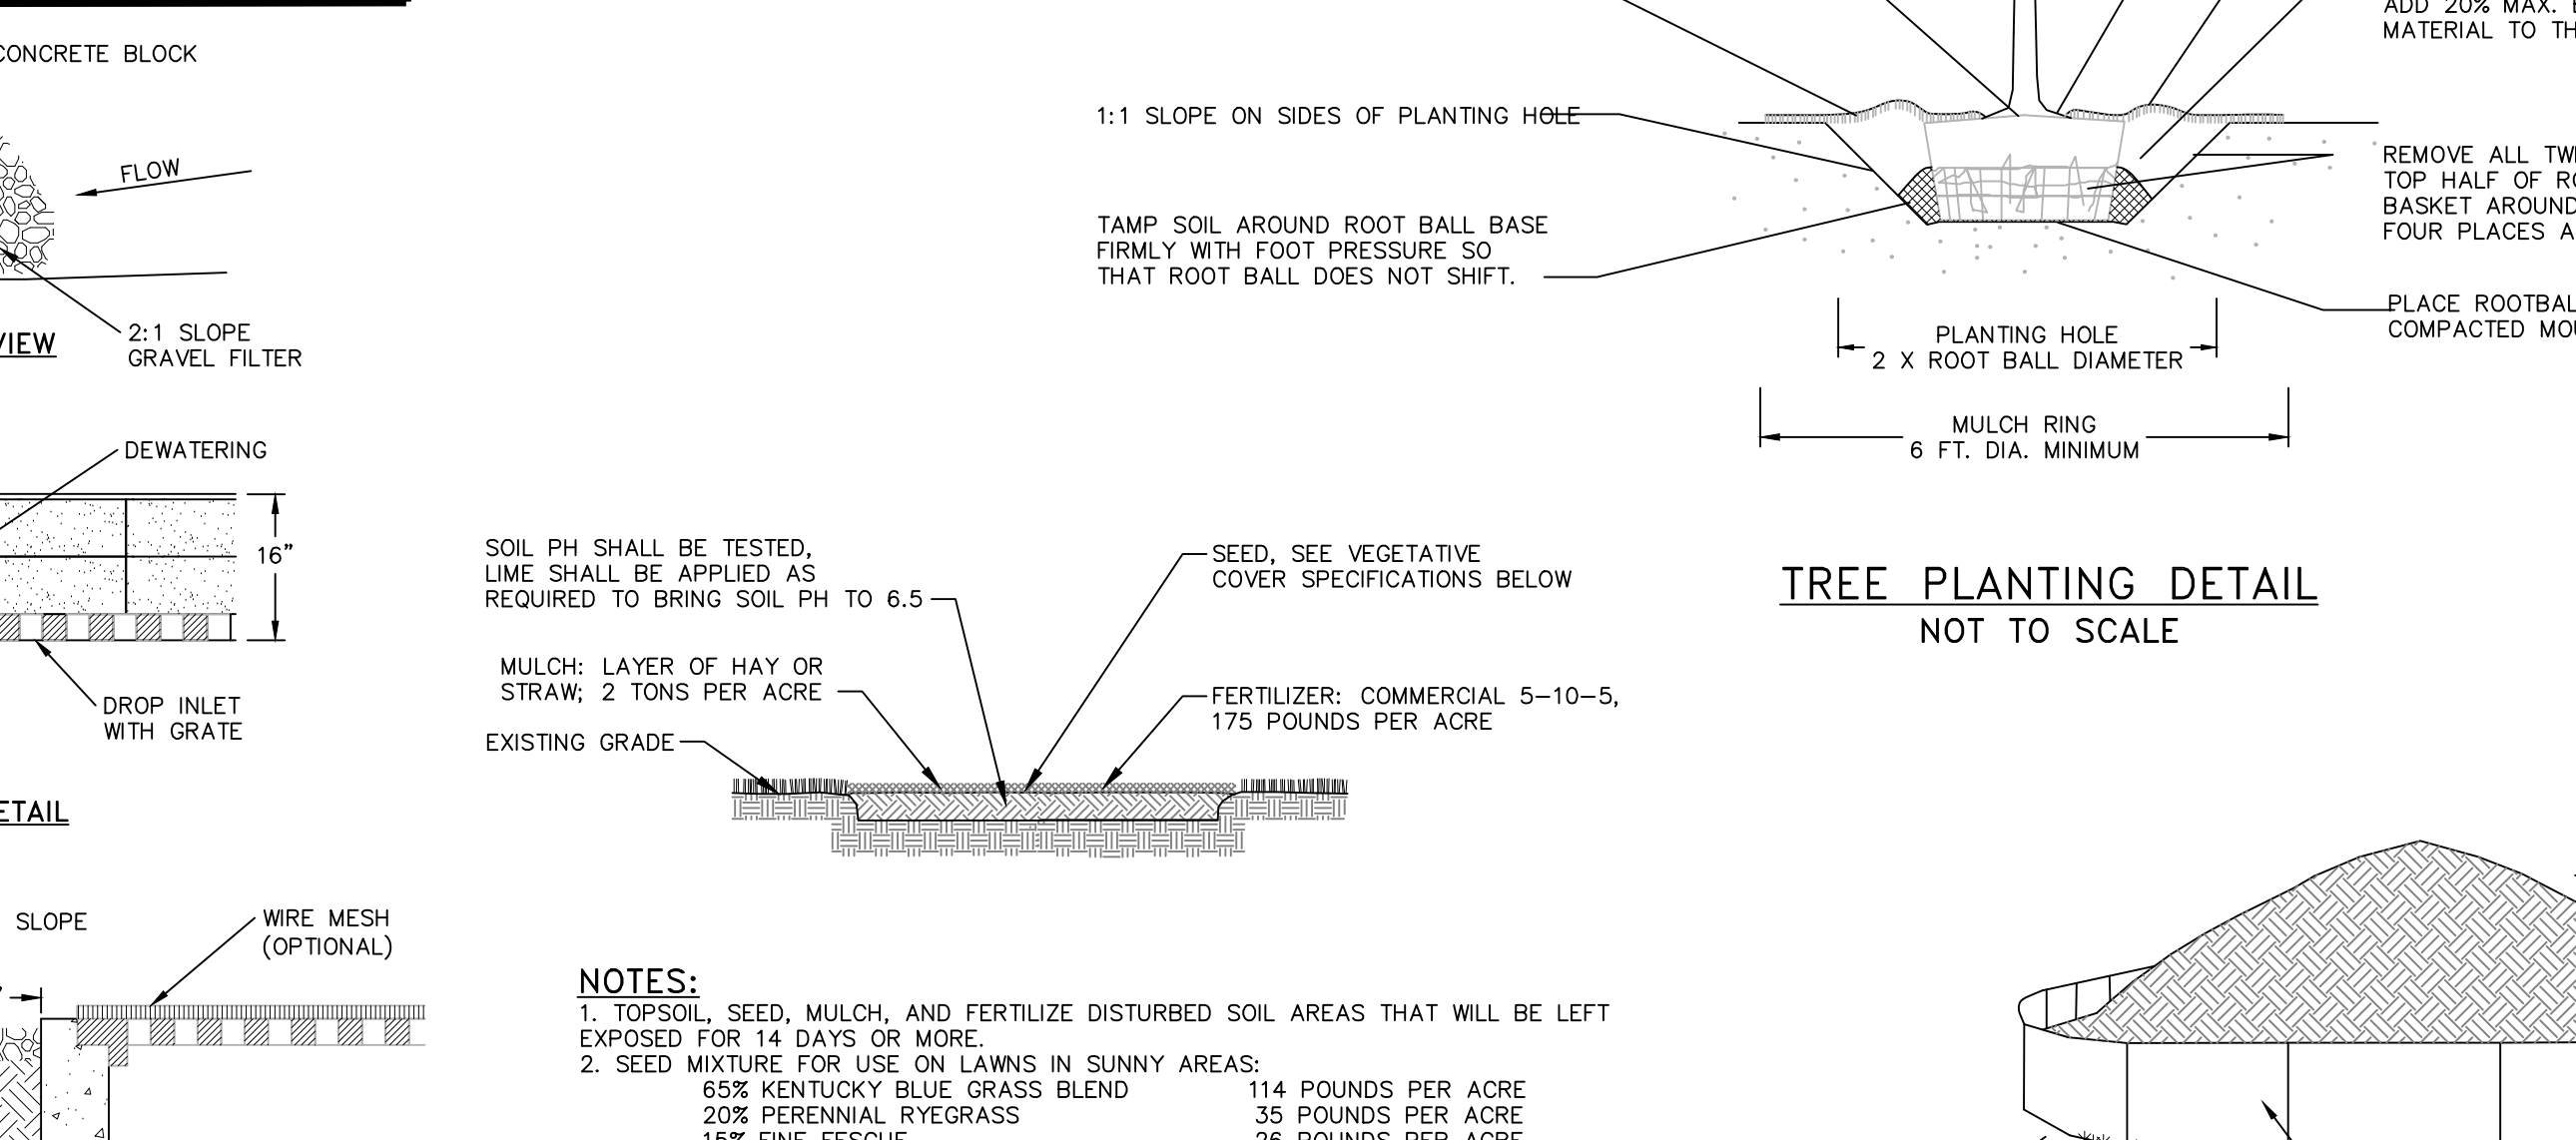 CONCRETE BLOCK
FLOW
2:1 SLOPE
GRAVEL FILTER
VIEW
DEWATERING
16"
DROP INLET
WITH GRATE
SLOPE
WIRE MESH
(OPTIONAL)
ADD 20% MAX.
MATERIAL TO
1:1 SLOPE ON SIDES OF PLANTING HOLE
TAMP SOIL AROUND ROOT BALL BASE
FIRMLY WITH FOOT PRESSURE SO
THAT ROOT BALL DOES NOT SHIFT.
REMOVE ALL
TOP HALF OF
BASKET AROUND
FOUR PLACES
PLACE
COMPACTED
PLANTING HOLE
2 X ROOT BALL DIAMETER
MULCH RING
6 FT. DIA. MINIMUM
TREE PLANTING DETAIL
NOT TO SCALE
SOIL PH SHALL BE TESTED,
LIME SHALL BE APPLIED AS
REQUIRED TO BRING SOIL PH TO 6.5
MULCH: LAYER OF HAY OR
STRAW; 2 TONS PER ACRE
EXISTING GRADE
SEED, SEE VEGETATIVE
COVER SPECIFICATIONS BELOW
FERTILIZER: COMMERCIAL 5-10-5,
175 POUNDS PER ACRE
NOTES:
1. TOPSOIL, SEED, MULCH, AND FERTILIZE DISTURBED SOIL AREAS THAT WILL BE LEFT
EXPOSED FOR 14 DAYS OR MORE.
2. SEED MIXTURE FOR USE ON LAWNS IN SUNNY AREAS:
65% KENTUCKY BLUE GRASS BLEND 114 POUNDS PER ACRE
20% PERENNIAL RYEGRASS 35 POUNDS PER ACRE
15% FINE FESCUE 26 POUNDS PER ACRE